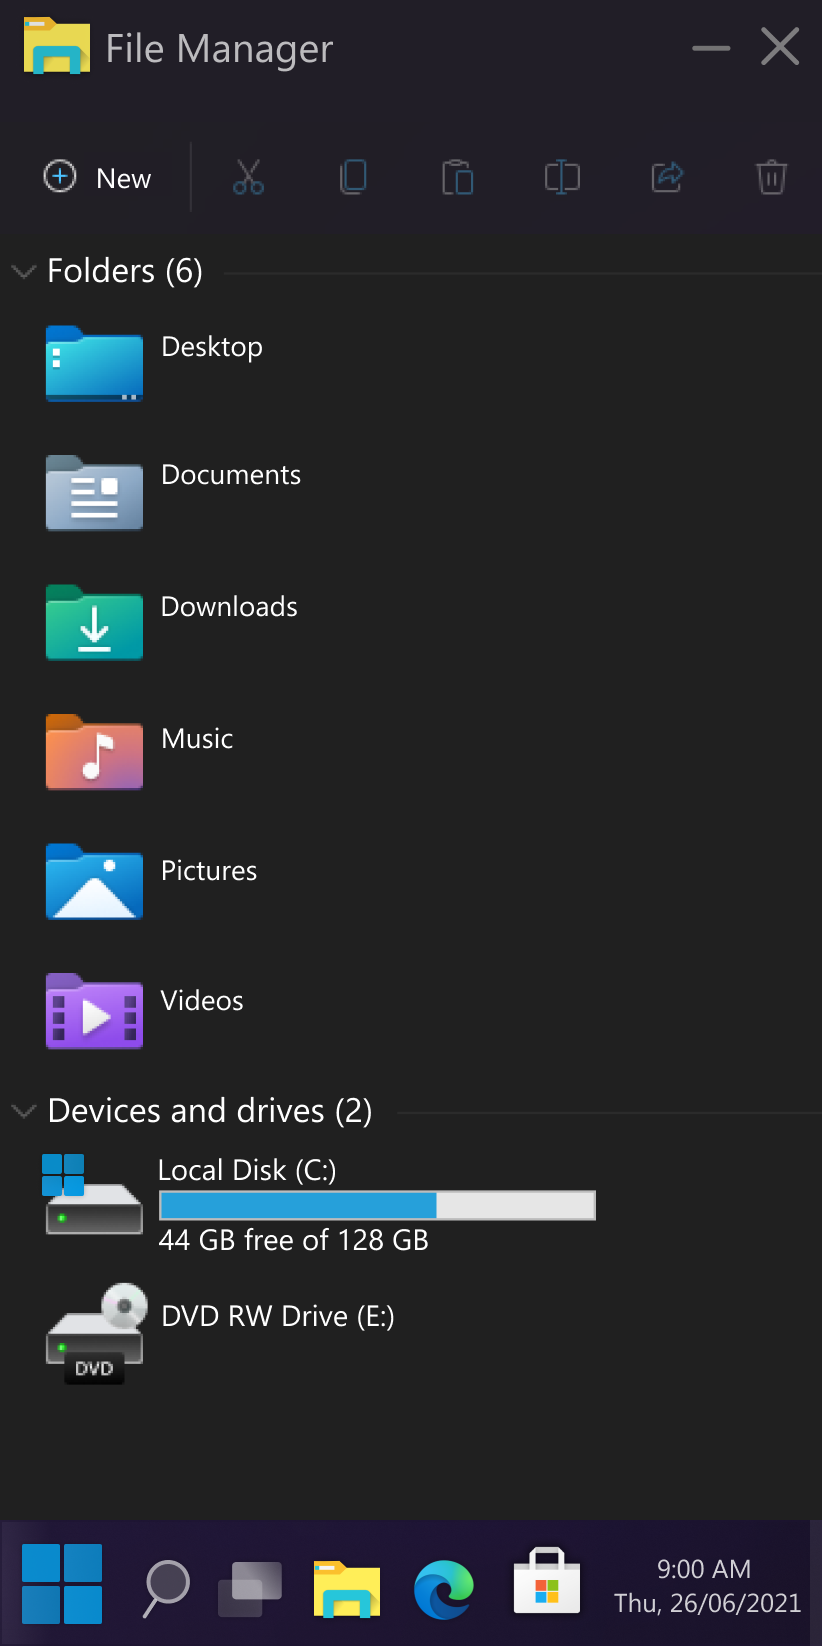 File Manager
New
Folders (6)
Desktop
Documents
Downloads
Music
Pictures
Videos
Devices and drives (2)
Local Disk (C:)
44 GB free of 128 GB
DVD RW Drive (E:)
DVD
9:00 AM
Thu, 26/06/2021